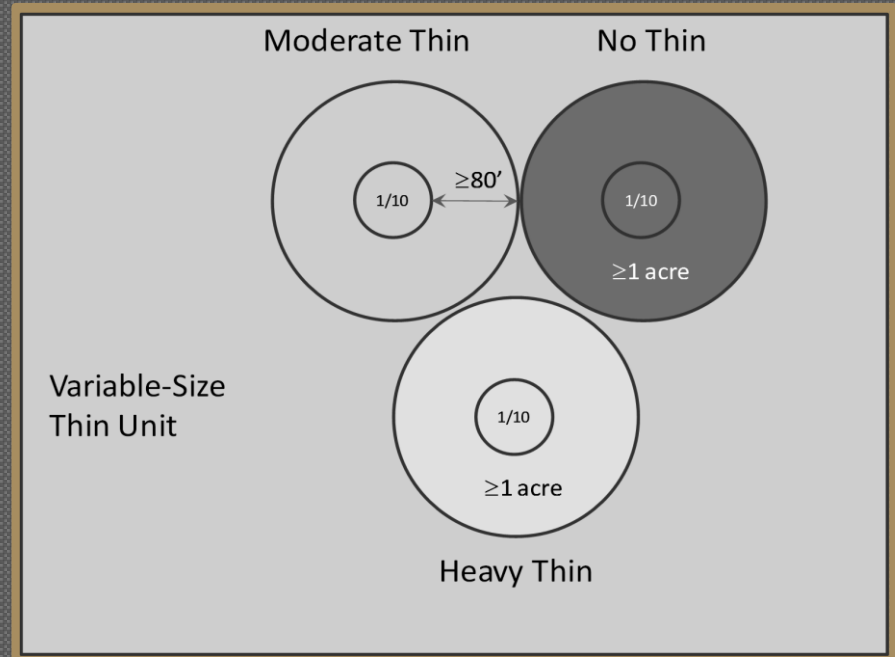 Moderate Thin
No Thin
≥80’
1/10
1/10
≥1 acre
Variable-Size
Thin Unit
1/10
≥1 acre
Heavy Thin